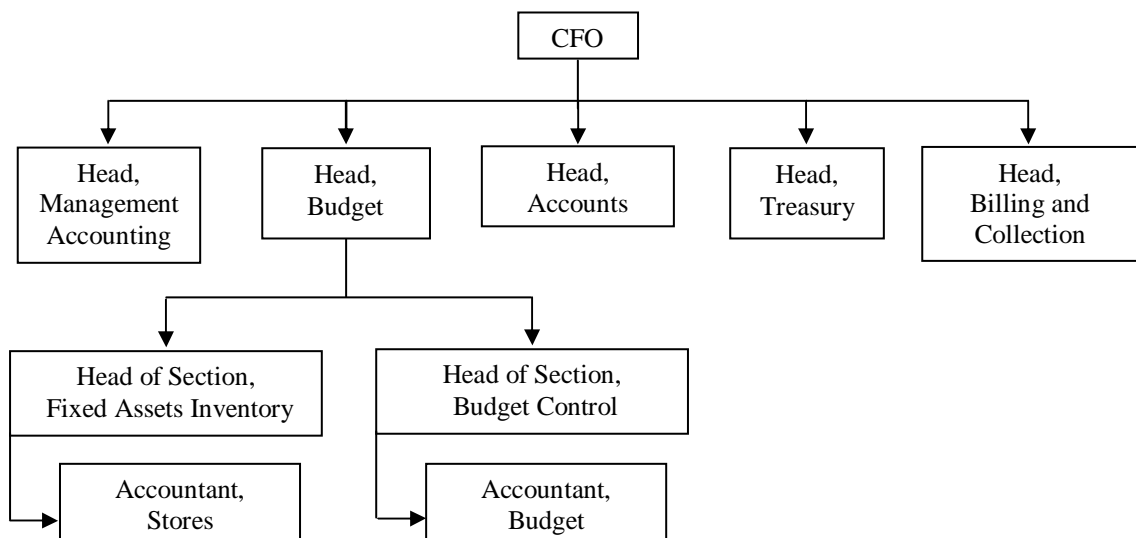 CFO
Head,
Management
Accounting
Head,
Budget
Head,
Accounts
Head,
Treasury
Head,
Billing and
Collection
Head of Section,
Fixed Assets Inventory
Head of Section,
Budget Control
Accountant,
Stores
Accountant,
Budget